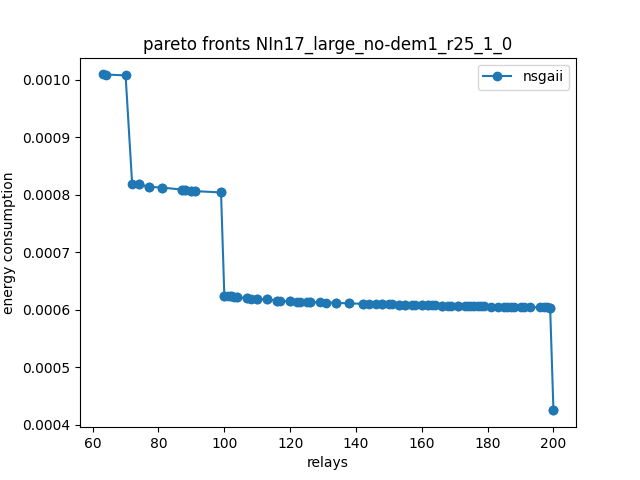 pareto fronts NIn17_large_no-dem1_r25_1_0
nsgaii
0.0010
0.0009
0.0008
0.0007
0.0006
0.0005
0.0004
energy consumption
60 80 100 120 140 160 180 200
relays